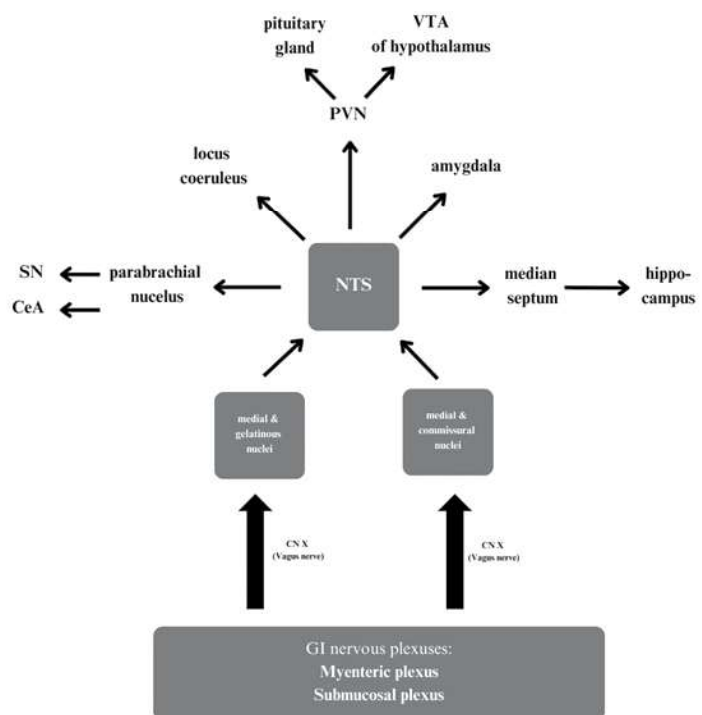 pituitary
gland
VTA
of hypothalamus
PVN
locus
coeruleus
amygdala
SN
CeA
parabrachial
nucelus
NTS
median
septum
hippo-
campus
medial &
gelatinous
nuclei
medial &
commissural
nuclei
CN X
(Vagus nerve)
CN X
(Vagus nerve)
GI nervous plexuses:
Myenteric plexus
Submucosal plexus